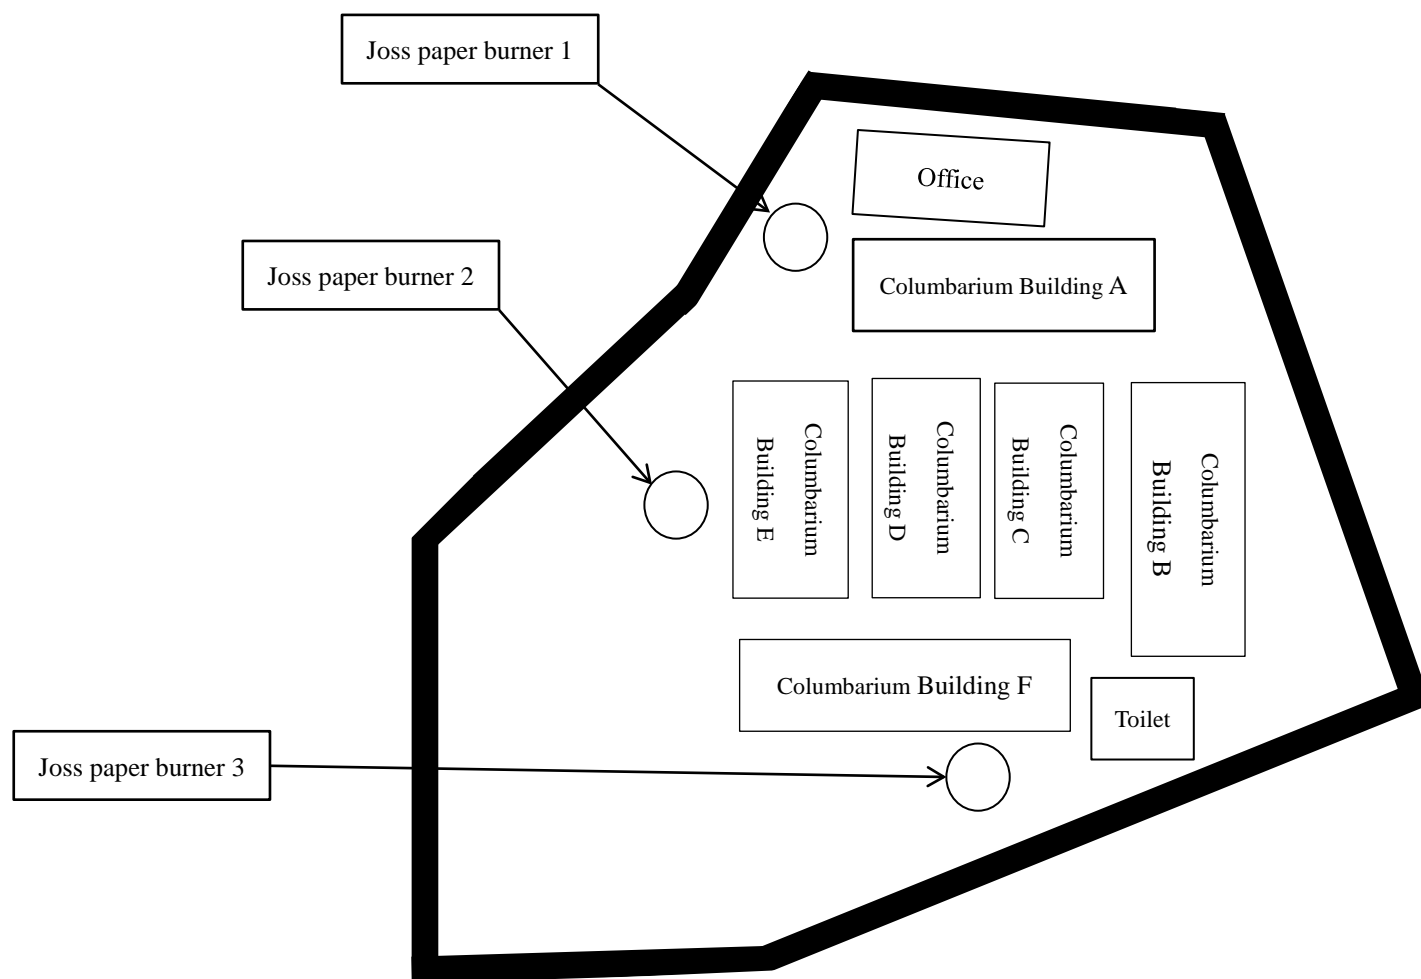 Joss paper burner 1
Office
Joss paper burner 2
Columbarium Building A
Columbarium
Building E
Columbarium
Building D
Columbarium
Building C
Columbarium
Building B
Columbarium Building F
Toilet
Joss paper burner 3